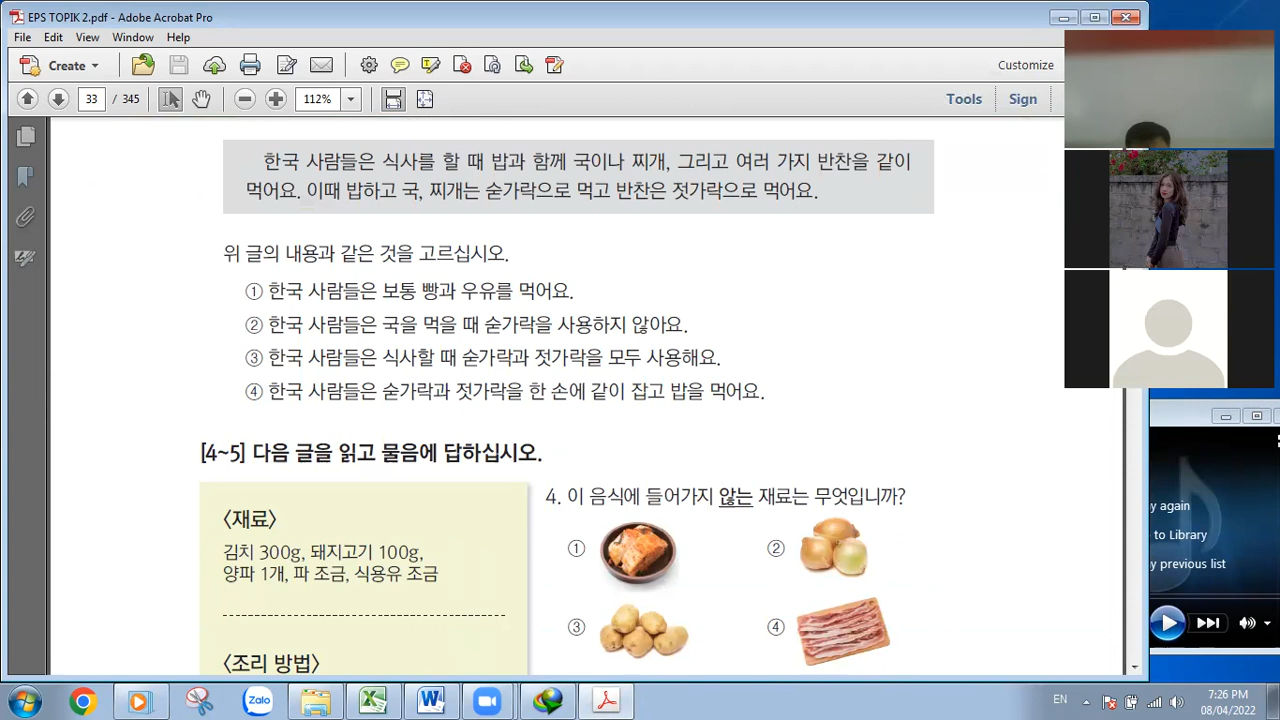 EPS TOPIK 2.pdf - Adobe Acrobat Pro
File Edit View Window Help
Create
Customize
33 / 345
112%
Tools Sign
한국 사람들은 식사를 할 때 밥과 함께 국이나 찌개, 그리고 여러 가지 반찬을 같이
먹어요. 이때 밥하고 국, 찌개는 숟가락으로 먹고 반찬은 젓가락으로 먹어요.
위 글의 내용과 같은 것을 고르십시오.
① 한국 사람들은 보통 빵과 우유를 먹어요.
② 한국 사람들은 국을 먹을 때 숟가락을 사용하지 않아요.
③ 한국 사람들은 식사할 때 숟가락과 젓가락을 모두 사용해요.
④ 한국 사람들은 숟가락과 젓가락을 한 손에 같이 잡고 밥을 먹어요.
[4~5] 다음 글을 읽고 물음에 답하십시오.
〈재료〉
김치 300g, 돼지고기 100g,
양파 1개, 파 조금, 식용유 조금
〈조리 방법〉
4. 이 음식에 들어가지 않는 재료는 무엇입니까?
① ②
③ ④
y again
to Library
y previous list
Zalo
EN
7:26 PM
08/04/2022